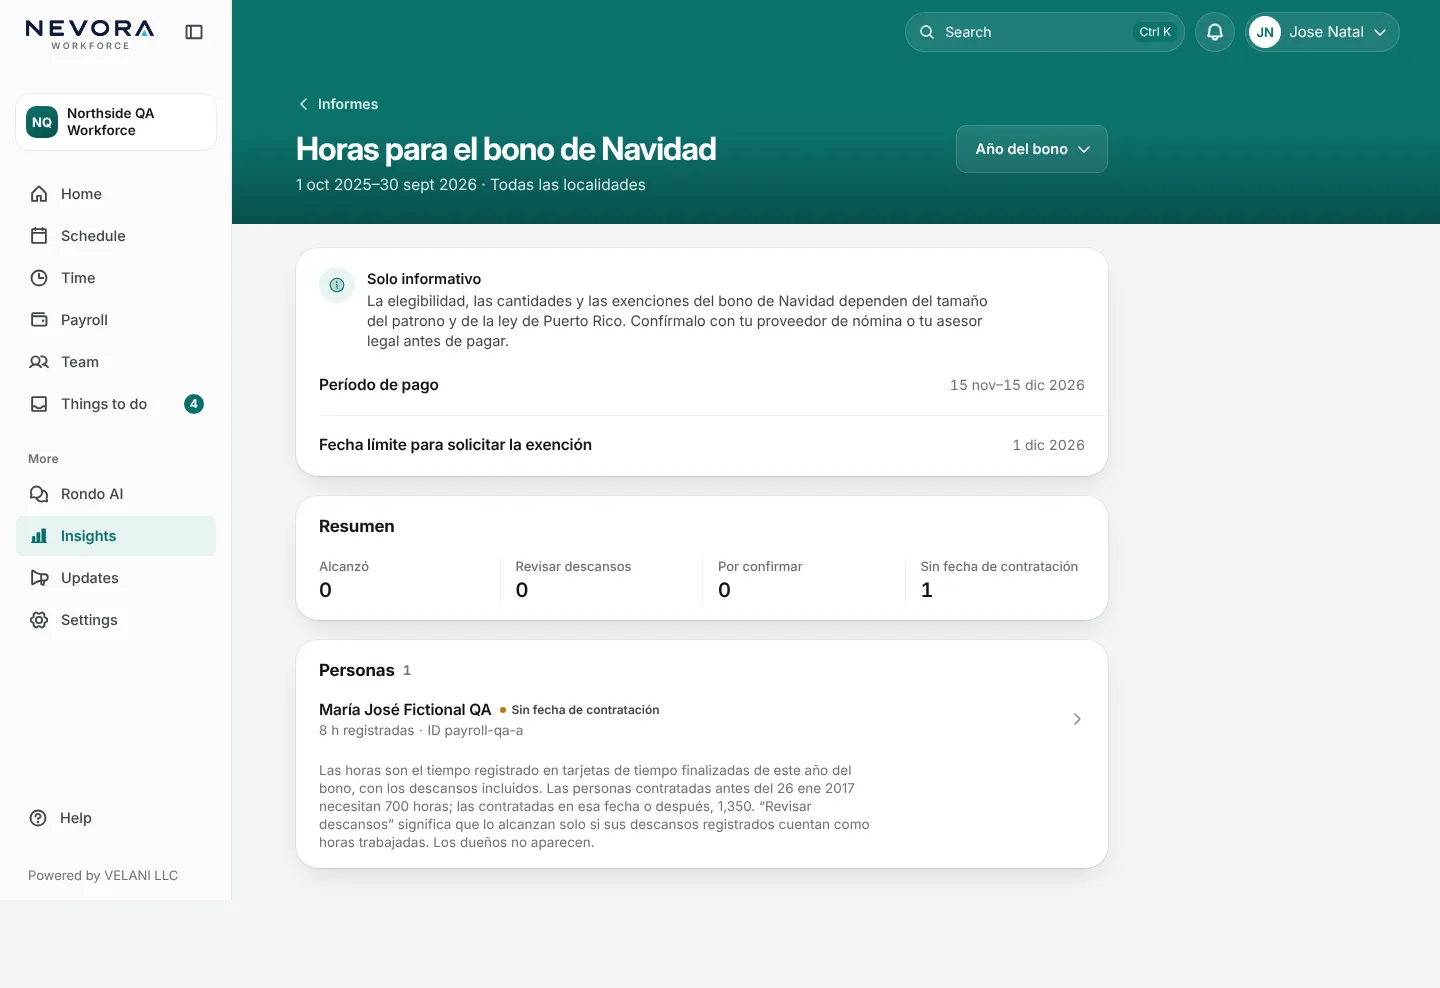 NEVORA
WORKFORCE
Search
Ctrl K
JN
Jose Natal
NQ
Northside QA
Workforce
Home
Schedule
Time
Payroll
Team
Things to do
4
More
Rondo AI
Insights
Updates
Settings
Help
Powered by VELANI LLC
Informes
Horas para el bono de Navidad
1 oct 2025–30 sept 2026 · Todas las localidades
Año del bono
Solo informativo
La elegibilidad, las cantidades y las exenciones del bono de Navidad dependen del tamaño
del patrono y de la ley de Puerto Rico. Confírmalo con tu proveedor de nómina o tu asesor
legal antes de pagar.
Período de pago
15 nov–15 dic 2026
Fecha límite para solicitar la exención
1 dic 2026
Resumen
Alcanzó
0
Revisar descansos
0
Por confirmar
0
Sin fecha de contratación
1
Personas 1
María José Fictional QA
Sin fecha de contratación
8 h registradas · ID payroll-qa-a
Las horas son el tiempo registrado en tarjetas de tiempo finalizadas de este año del
bono, con los descansos incluidos. Las personas contratadas antes del 26 ene 2017
necesitan 700 horas; las contratadas en esa fecha o después, 1,350. “Revisar
descansos” significa que lo alcanzan solo si sus descansos registrados cuentan como
horas trabajadas. Los dueños no aparecen.